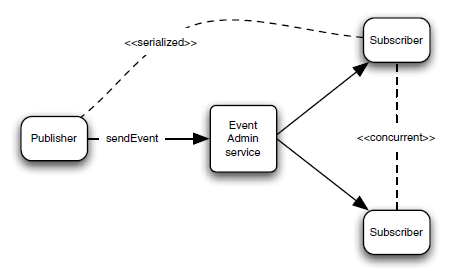 Subscriber
<<serialized>>
Publisher
sendEvent
Event
Admin
service
<<concurrent>>
Subscriber